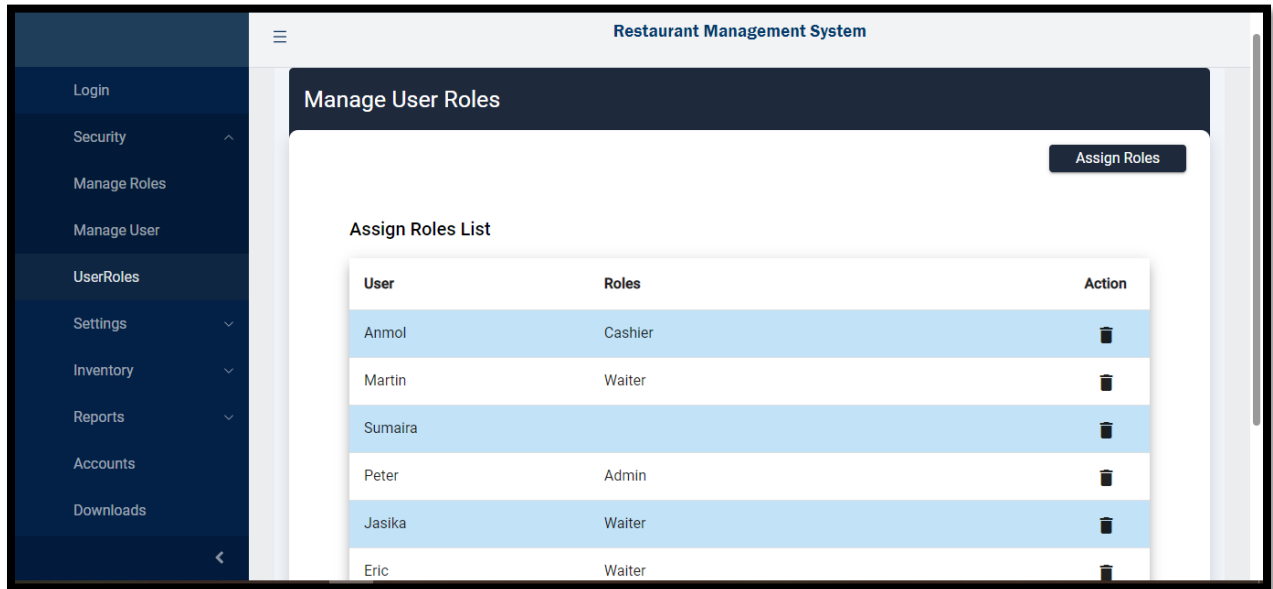 Restaurant Management System
Login
Security
Manage Roles
Manage User
UserRoles
Settings
Inventory
Reports
Accounts
Downloads
Manage User Roles
Assign Roles
Assign Roles List
User Roles Action
Anmol Cashier
Martin Waiter
Sumaira
Peter Admin
Jasika Waiter
Eric Waiter